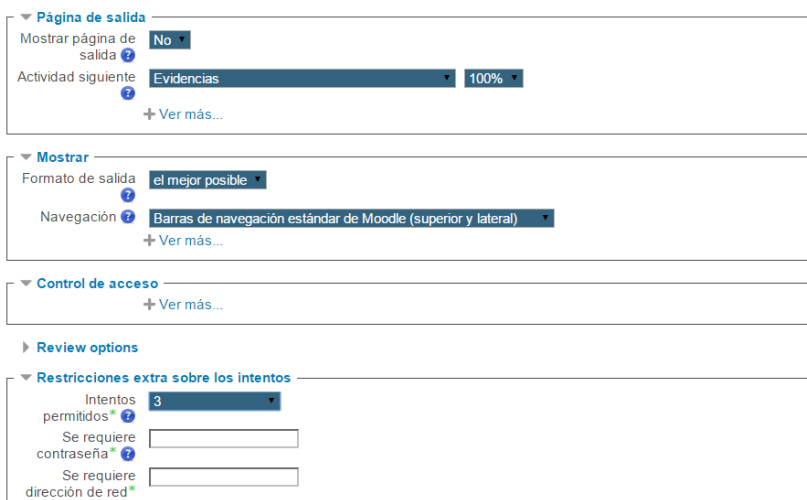 Página de salida
Mostrar página de
salida
No
Actividad siguiente
Evidencias
100%
Ver más...
Mostrar
Formato de salida
el mejor posible
Navegación
Barras de navegación estándar de Moodle (superior y lateral)
Ver más...
Control de acceso
Ver más...
Review options
Restricciones extra sobre los intentos
Intentos
permitidos*
3
Se requiere
contraseña*
Se requiere
dirección de red*